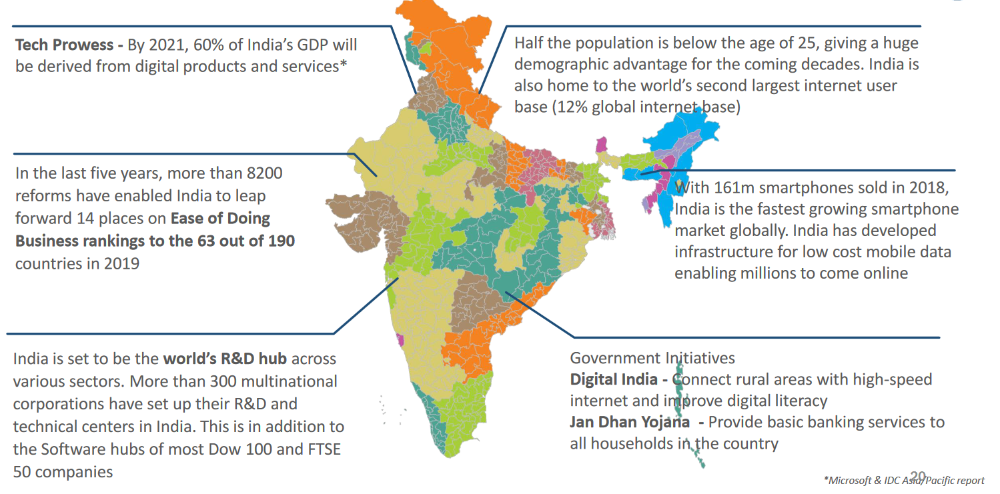 Tech Prowess - By 2021, 60% of India's GDP will
be derived from digital products and services*
Half the population is below the age of 25, giving a huge
demographic advantage for the coming decades. India is
also home to the world's second largest internet user
base (12% global internet base)
In the last five years, more than 8200
reforms have enabled India to leap
forward 14 places on Ease of Doing
Business rankings to the 63 out of 190
countries in 2019
With 161m smartphones sold in 2018,
India is the fastest growing smartphone
market globally. India has developed
infrastructure for low cost mobile data
enabling millions to come online
India is set to be the world's R&D hub across
various sectors. More than 300 multinational
corporations have set up their R&D and
technical centers in India. This is in addition to
the Software hubs of most Dow 100 and FTSE
50 companies
Government Initiatives
Digital India - Connect rural areas with high-speed
internet and improve digital literacy
Jan Dhan Yojana - Provide basic banking services to
all households in the country
20
*Microsoft & IDC Asia/Pacific report